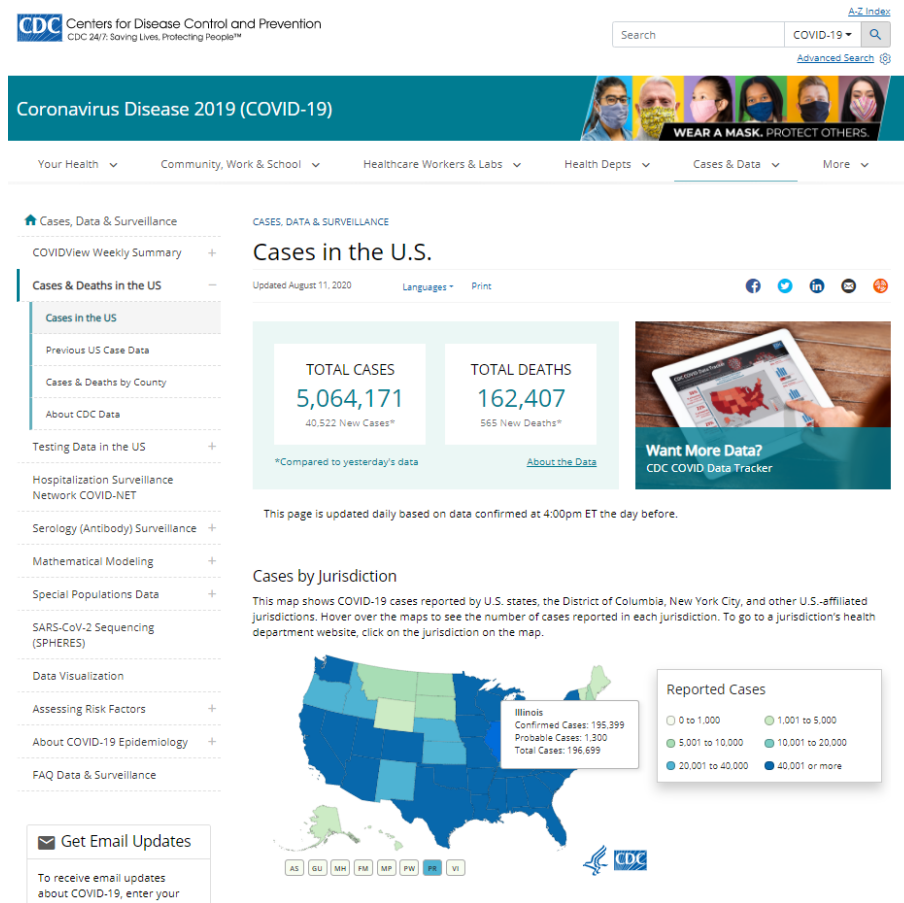 A-Z Index
CDC Centers for Disease Control and Prevention
CDC 24/7: Saving Lives, Protecting People™
Search
COVID-19
Advanced Search
Coronavirus Disease 2019 (COVID-19)
WEAR A MASK. PROTECT OTHERS.
Your Health
Community, Work & School
Healthcare Workers & Labs
Health Depts
Cases & Data
More
Cases, Data & Surveillance
COVIDView Weekly Summary
Cases & Deaths in the US
Cases in the US
Previous US Case Data
Cases & Deaths by County
About CDC Data
Testing Data in the US
Hospitalization Surveillance
Network COVID-NET
Serology (Antibody) Surveillance
Mathematical Modeling
Special Populations Data
SARS-CoV-2 Sequencing
(SPHERES)
Data Visualization
Assessing Risk Factors
About COVID-19 Epidemiology
FAQ Data & Surveillance
Get Email Updates
To receive email updates
about COVID-19, enter your
CASES, DATA & SURVEILLANCE
Cases in the U.S.
Updated August 11, 2020
Languages
Print
TOTAL CASES
5,064,171
40,522 New Cases*
TOTAL DEATHS
162,407
565 New Deaths*
*Compared to yesterday's data
About the Data
CDC COVID Data Tracker
Want More Data?
CDC COVID Data Tracker
This page is updated daily based on data confirmed at 4:00pm ET the day before.
Cases by Jurisdiction
This map shows COVID-19 cases reported by U.S. states, the District of Columbia, New York City, and other U.S.-affiliated
jurisdictions. Hover over the maps to see the number of cases reported in each jurisdiction. To go to a jurisdiction's health
department website, click on the jurisdiction on the map.
Illinois
Confirmed Cases: 195,399
Probable Cases: 1,300
Total Cases: 196,699
Reported Cases
0 to 1,000
1,001 to 5,000
5,001 to 10,000
10,001 to 20,000
20,001 to 40,000
40,001 or more
AS GU MH FM MP PW PR VI
CDC